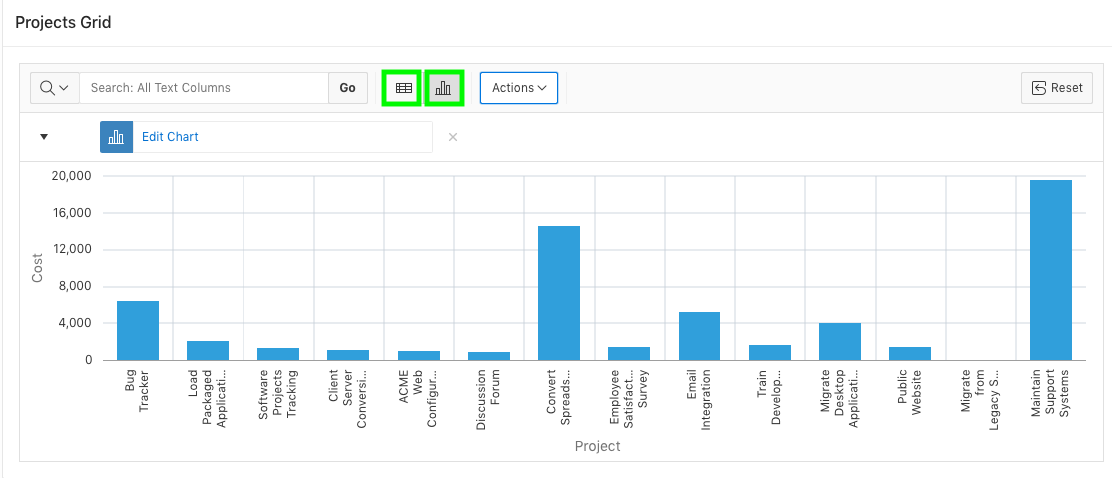 Projects Grid
Search: All Text Columns
Go
Actions
Reset
Edit Chart
20,000
16,000
12,000
8,000
4,000
0
Cost
Bug
Tracker
Load
Packaged
Applicati...
Software
Projects
Tracking
Client
Server
Conversi...
ACME
Web
Configur...
Discussion
Forum
Convert
Spreads...
Employee
Satisfact...
Survey
Email
Integration
Train
Develop...
Migrate
Desktop
Applicati...
Public
Website
Migrate
from
Legacy S...
Maintain
Support
Systems
Project